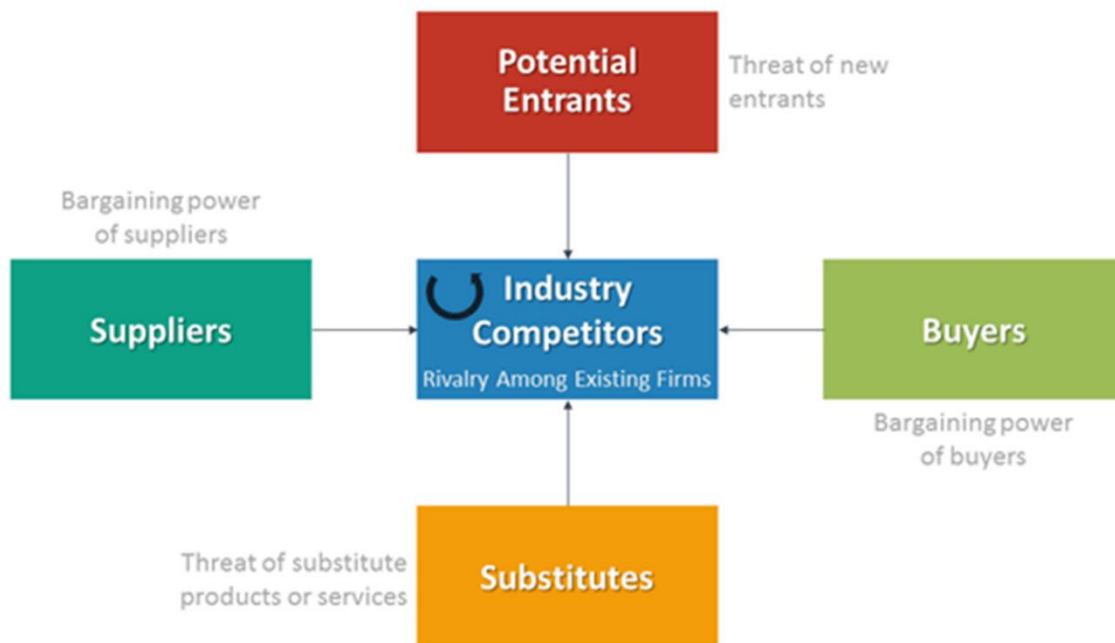 Potential
Entrants
Threat of new
entrants
Bargaining power
of suppliers
Suppliers
Industry
Competitors
Rivalry Among Existing Firms
Buyers
Bargaining power
of buyers
Threat of substitute
products or services
Substitutes